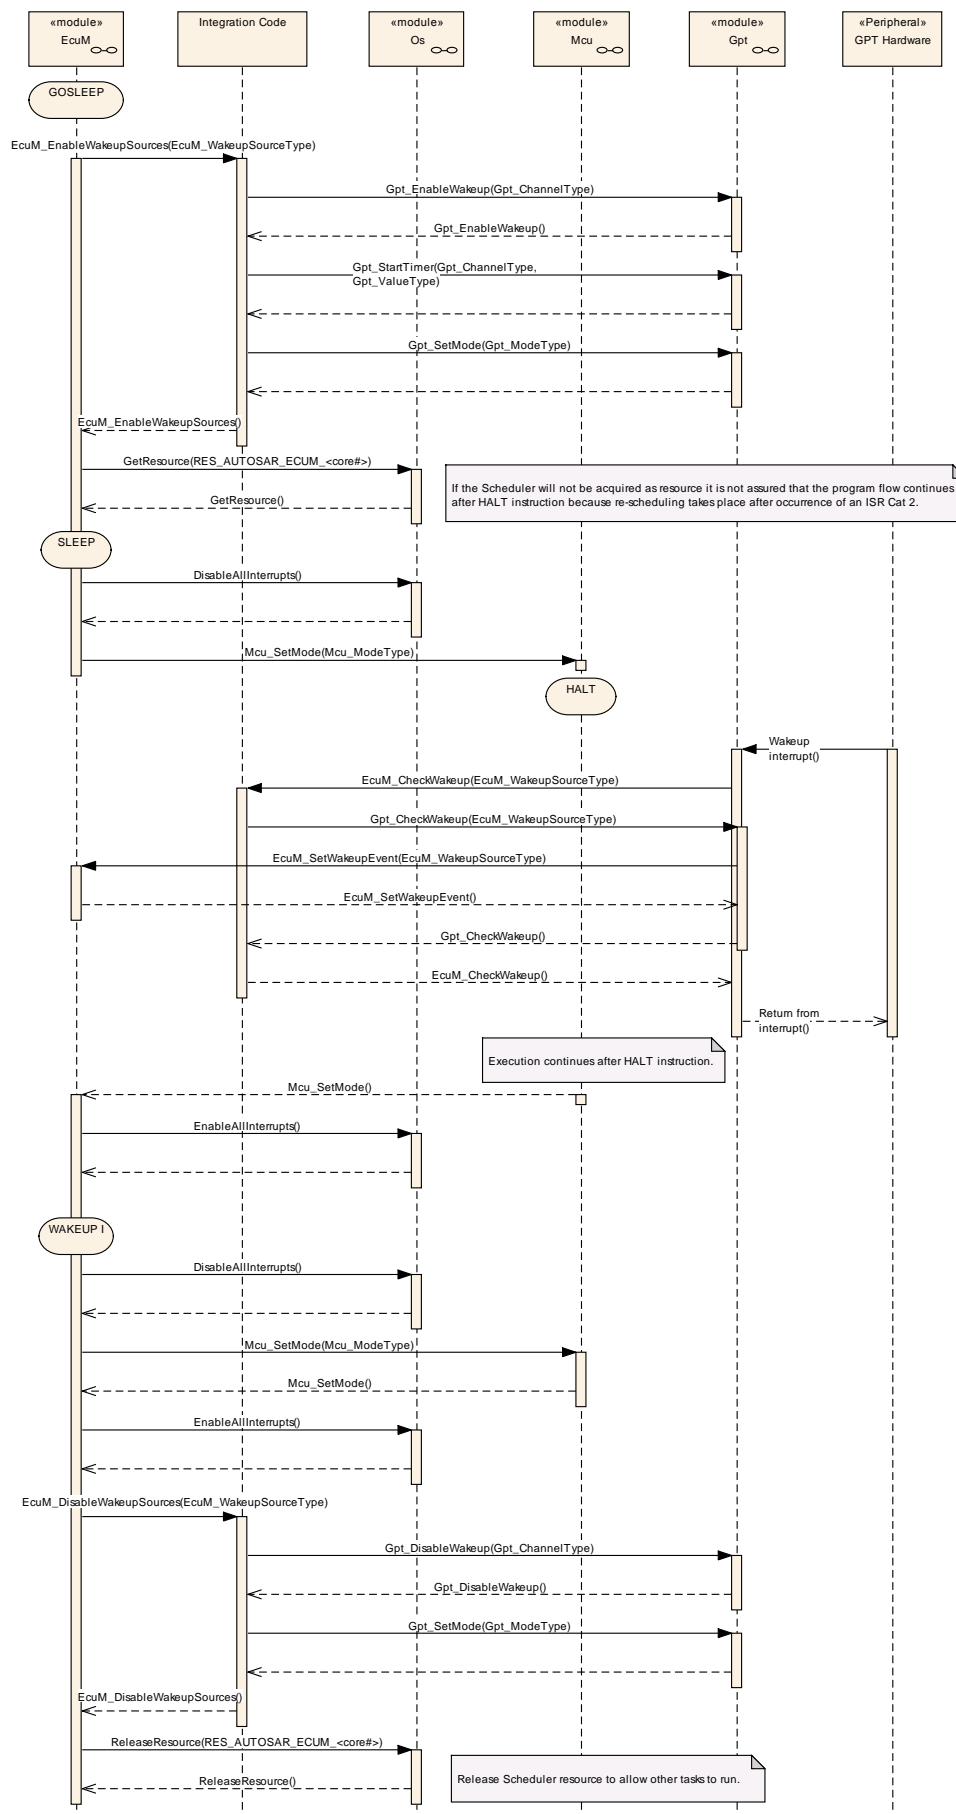 «module»
EcuM
Integration Code
«module»
Os
«module»
Mcu
«module»
Gpt
«Peripheral»
GPT Hardware
GOSLEEP
EcuM_EnableWakeupSources(EcuM_WakeupSourceType)
Gpt_EnableWakeup(Gpt_ChannelType)
Gpt_EnableWakeup()
Gpt_StartTimer(Gpt_ChannelType,
Gpt_ValueType)
Gpt_SetMode(Gpt_ModeType)
EcuM_EnableWakeupSources()
GetResource(RES_AUTOSAR_ECUM_<core#>)
GetResource()
If the Scheduler will not be acquired as resource it is not assured that the program flow continues
after HALT instruction because re-scheduling takes place after occurrence of an ISR Cat 2.
SLEEP
DisableAllInterrupts()
Mcu_SetMode(Mcu_ModeType)
HALT
Wakeup
interrupt()
EcuM_CheckWakeup(EcuM_WakeupSourceType)
Gpt_CheckWakeup(EcuM_WakeupSourceType)
EcuM_SetWakeupEvent(EcuM_WakeupSourceType)
EcuM_SetWakeupEvent()
Gpt_CheckWakeup()
EcuM_CheckWakeup()
Return from
interrupt()
Execution continues after HALT instruction.
Mcu_SetMode()
EnableAllInterrupts()
WAKEUP I
DisableAllInterrupts()
Mcu_SetMode(Mcu_ModeType)
Mcu_SetMode()
EnableAllInterrupts()
EcuM_DisableWakeupSources(EcuM_WakeupSourceType)
Gpt_DisableWakeup(Gpt_ChannelType)
Gpt_DisableWakeup()
Gpt_SetMode(Gpt_ModeType)
EcuM_DisableWakeupSources()
ReleaseResource(RES_AUTOSAR_ECUM_<core#>)
ReleaseResource()
Release Scheduler resource to allow other tasks to run.